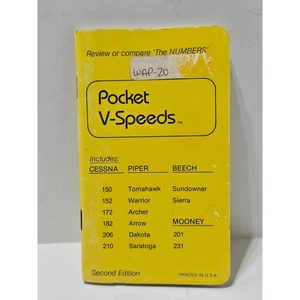 Review or compare 'The NUMBERS'
WAP-20
Pocket
V-Speeds™
Includes:
CESSNA PIPER BEECH
150 Tomahawk Sundowner
152 Warrior Sierra
172 Archer
182 Arrow MOONEY
206 Dakota 201
210 Saratoga 231
Second Edition PRINTED IN U.S.A